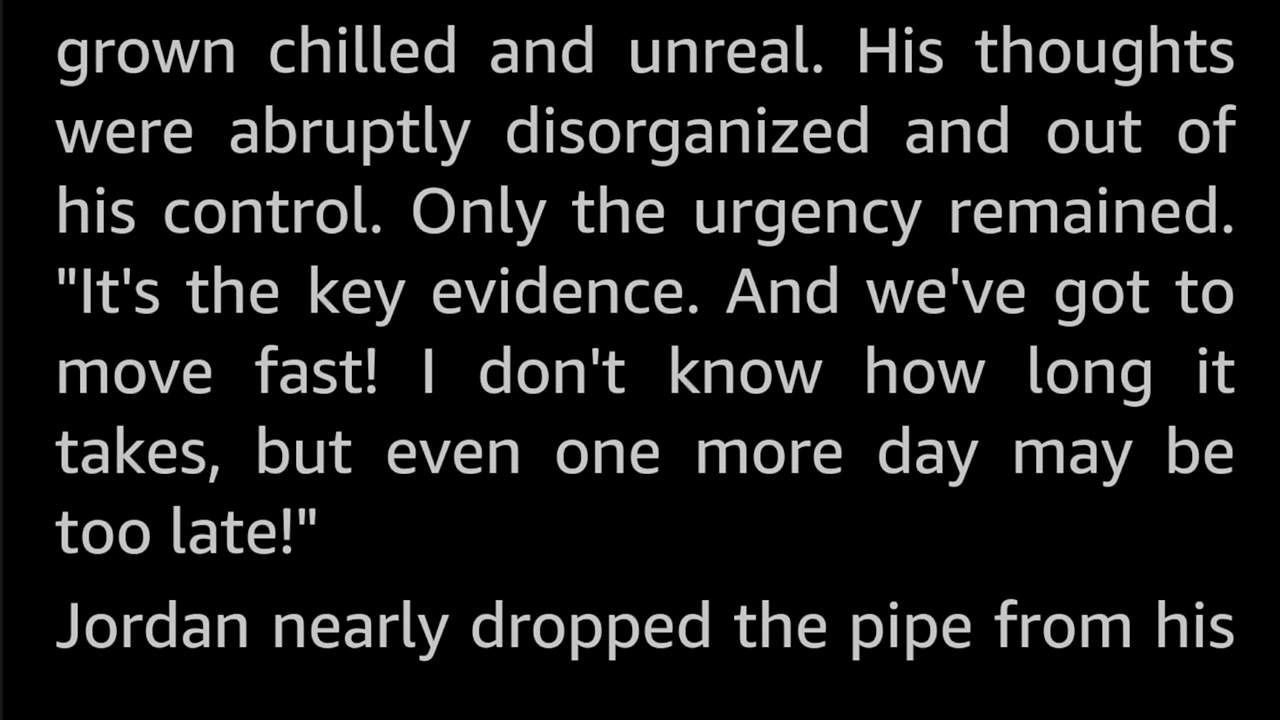 grown chilled and unreal. His thoughts
were abruptly disorganized and out of
his control. Only the urgency remained.
"It's the key evidence. And we've got to
move fast! I don't know how long it
takes, but even one more day may be
too late!"
Jordan nearly dropped the pipe from his